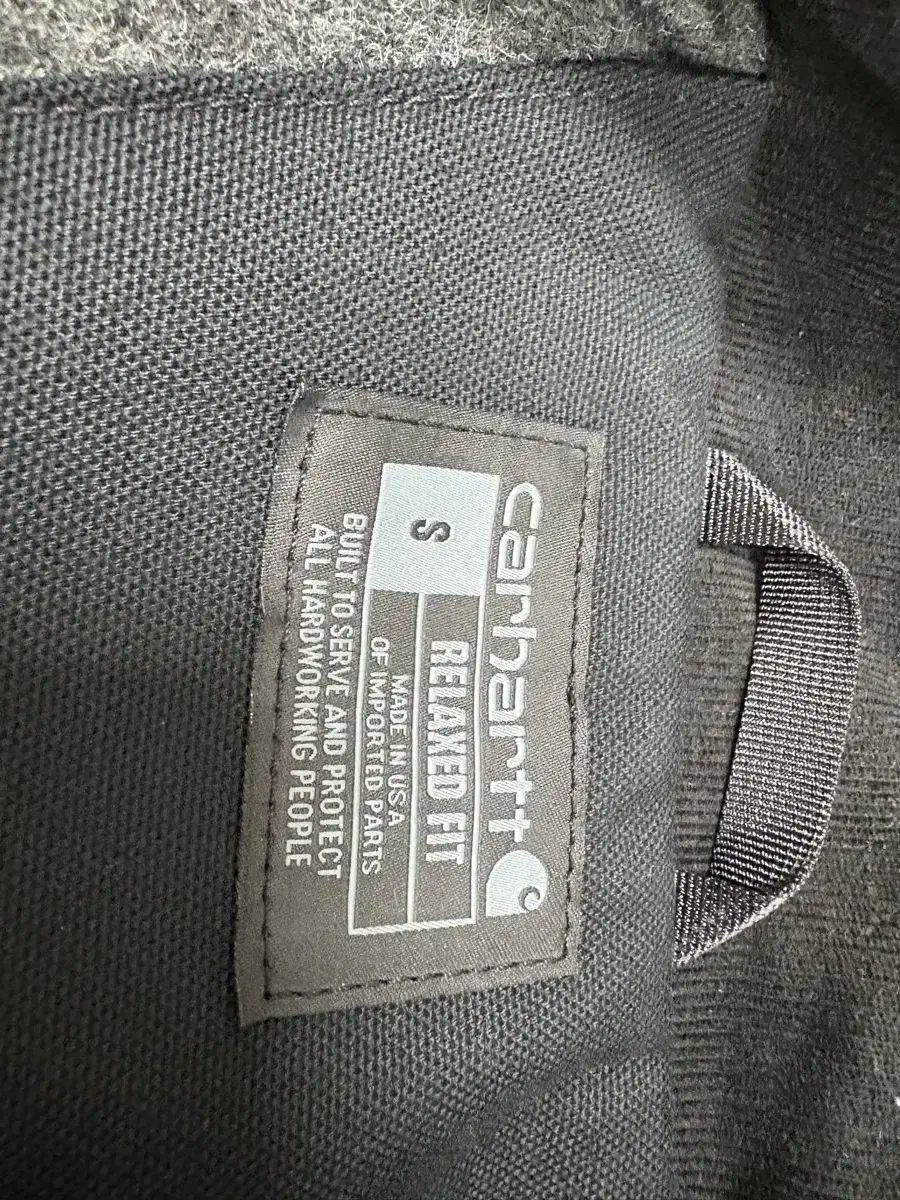 carhartt
S
RELAXED FIT
MADE IN USA
OF IMPORTED PARTS
BUILT TO SERVE AND PROTECT
ALL HARDWORKING PEOPLE